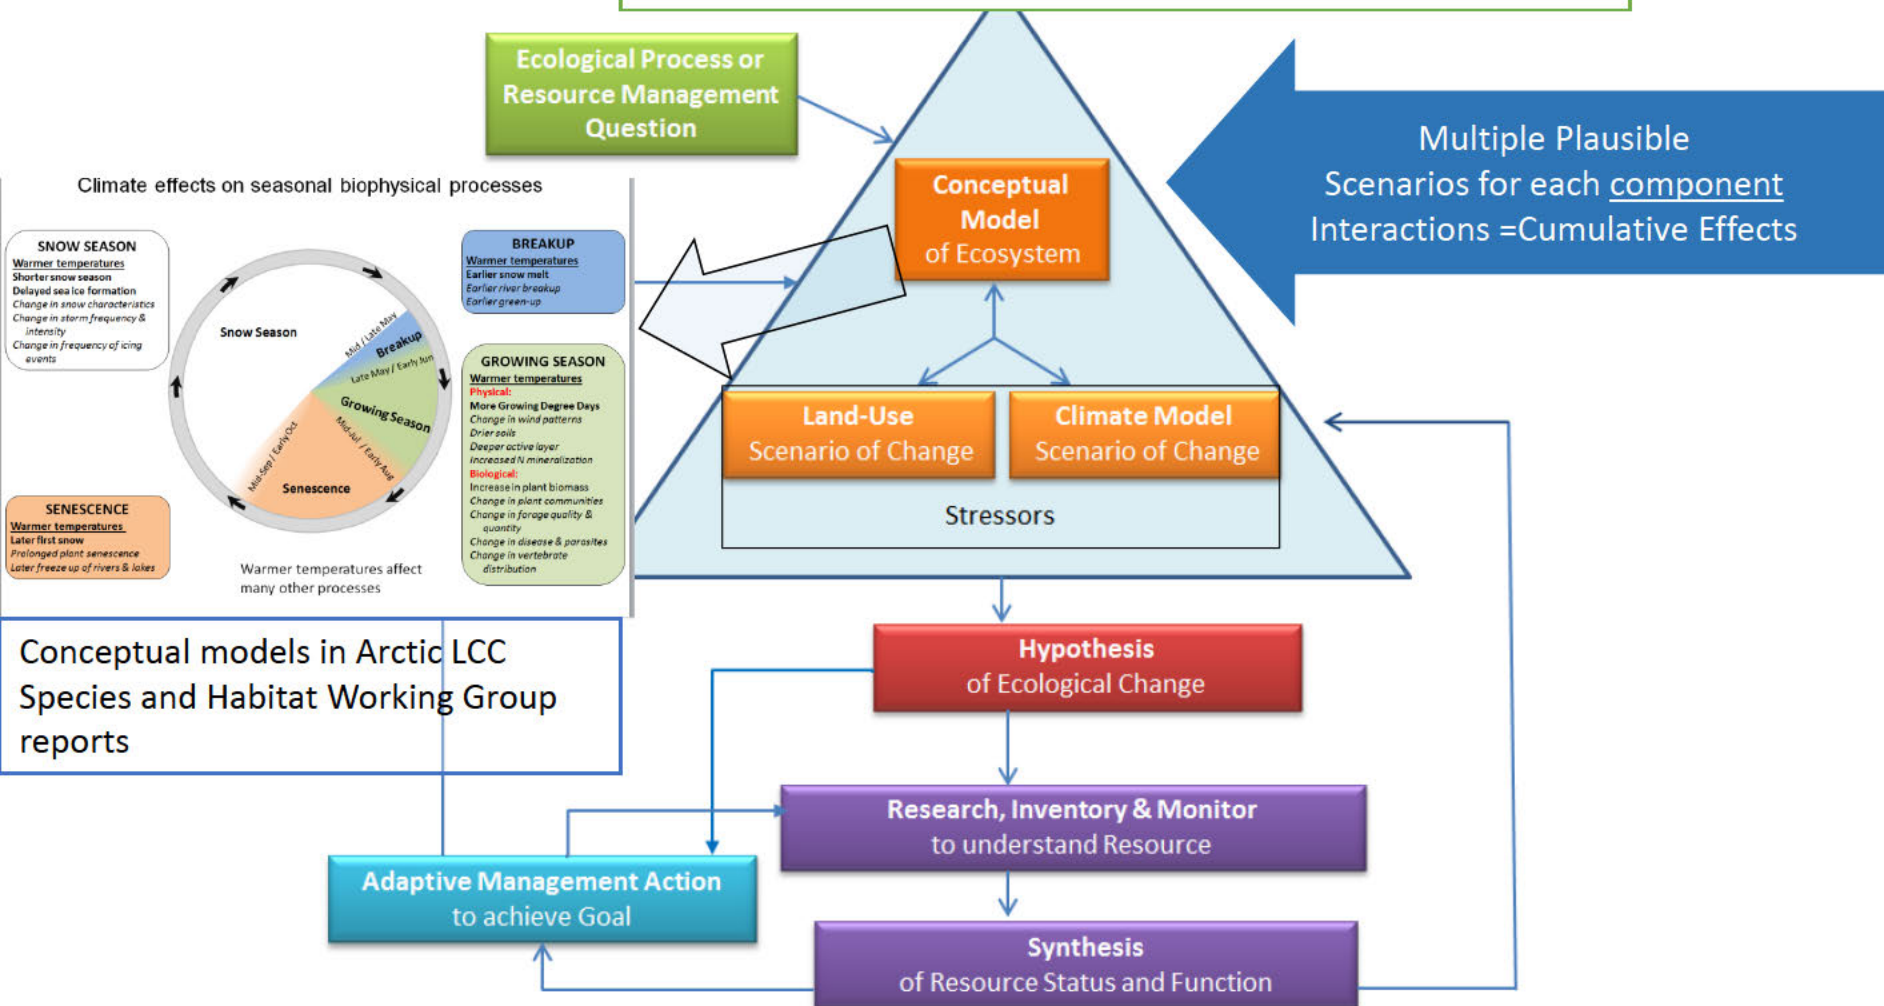 Ecological Process or
Resource Management
Question
Multiple Plausible
Scenarios for each component
Interactions =Cumulative Effects
Conceptual
Model
of Ecosystem
Climate effects on seasonal biophysical processes
SNOW SEASON
Warmer temperatures
Shorter snow season
Delayed sea ice formation
Change in snow characteristics
Change in storm frequency &
intensity
Change in frequency of icing
events
BREAKUP
Warmer temperatures
Earlier snow melt
Earlier river breakup
Earlier green-up
Snow Season
Mid / Late May
Breakup
Late May / Early Jun
Growing Season
Mid-Jul / Early Aug
Senescence
Mid-Sep / Early Oct
GROWING SEASON
Warmer temperatures
Physical:
More Growing Degree Days
Change in wind patterns
Drier soils
Deeper active layer
Increased N mineralization
Biological:
Increase in plant biomass
Change in plant communities
Change in forage quality &
quantity
Change in disease & parasites
Change in vertebrate
distribution
SENESCENCE
Warmer temperatures
Later first snow
Prolonged plant senescence
Later freeze up of rivers & lakes
Warmer temperatures affect
many other processes
Land-Use
Scenario of Change
Climate Model
Scenario of Change
Stressors
Conceptual models in Arctic LCC
Species and Habitat Working Group
reports
Hypothesis
of Ecological Change
Research, Inventory & Monitor
to understand Resource
Adaptive Management Action
to achieve Goal
Synthesis
of Resource Status and Function